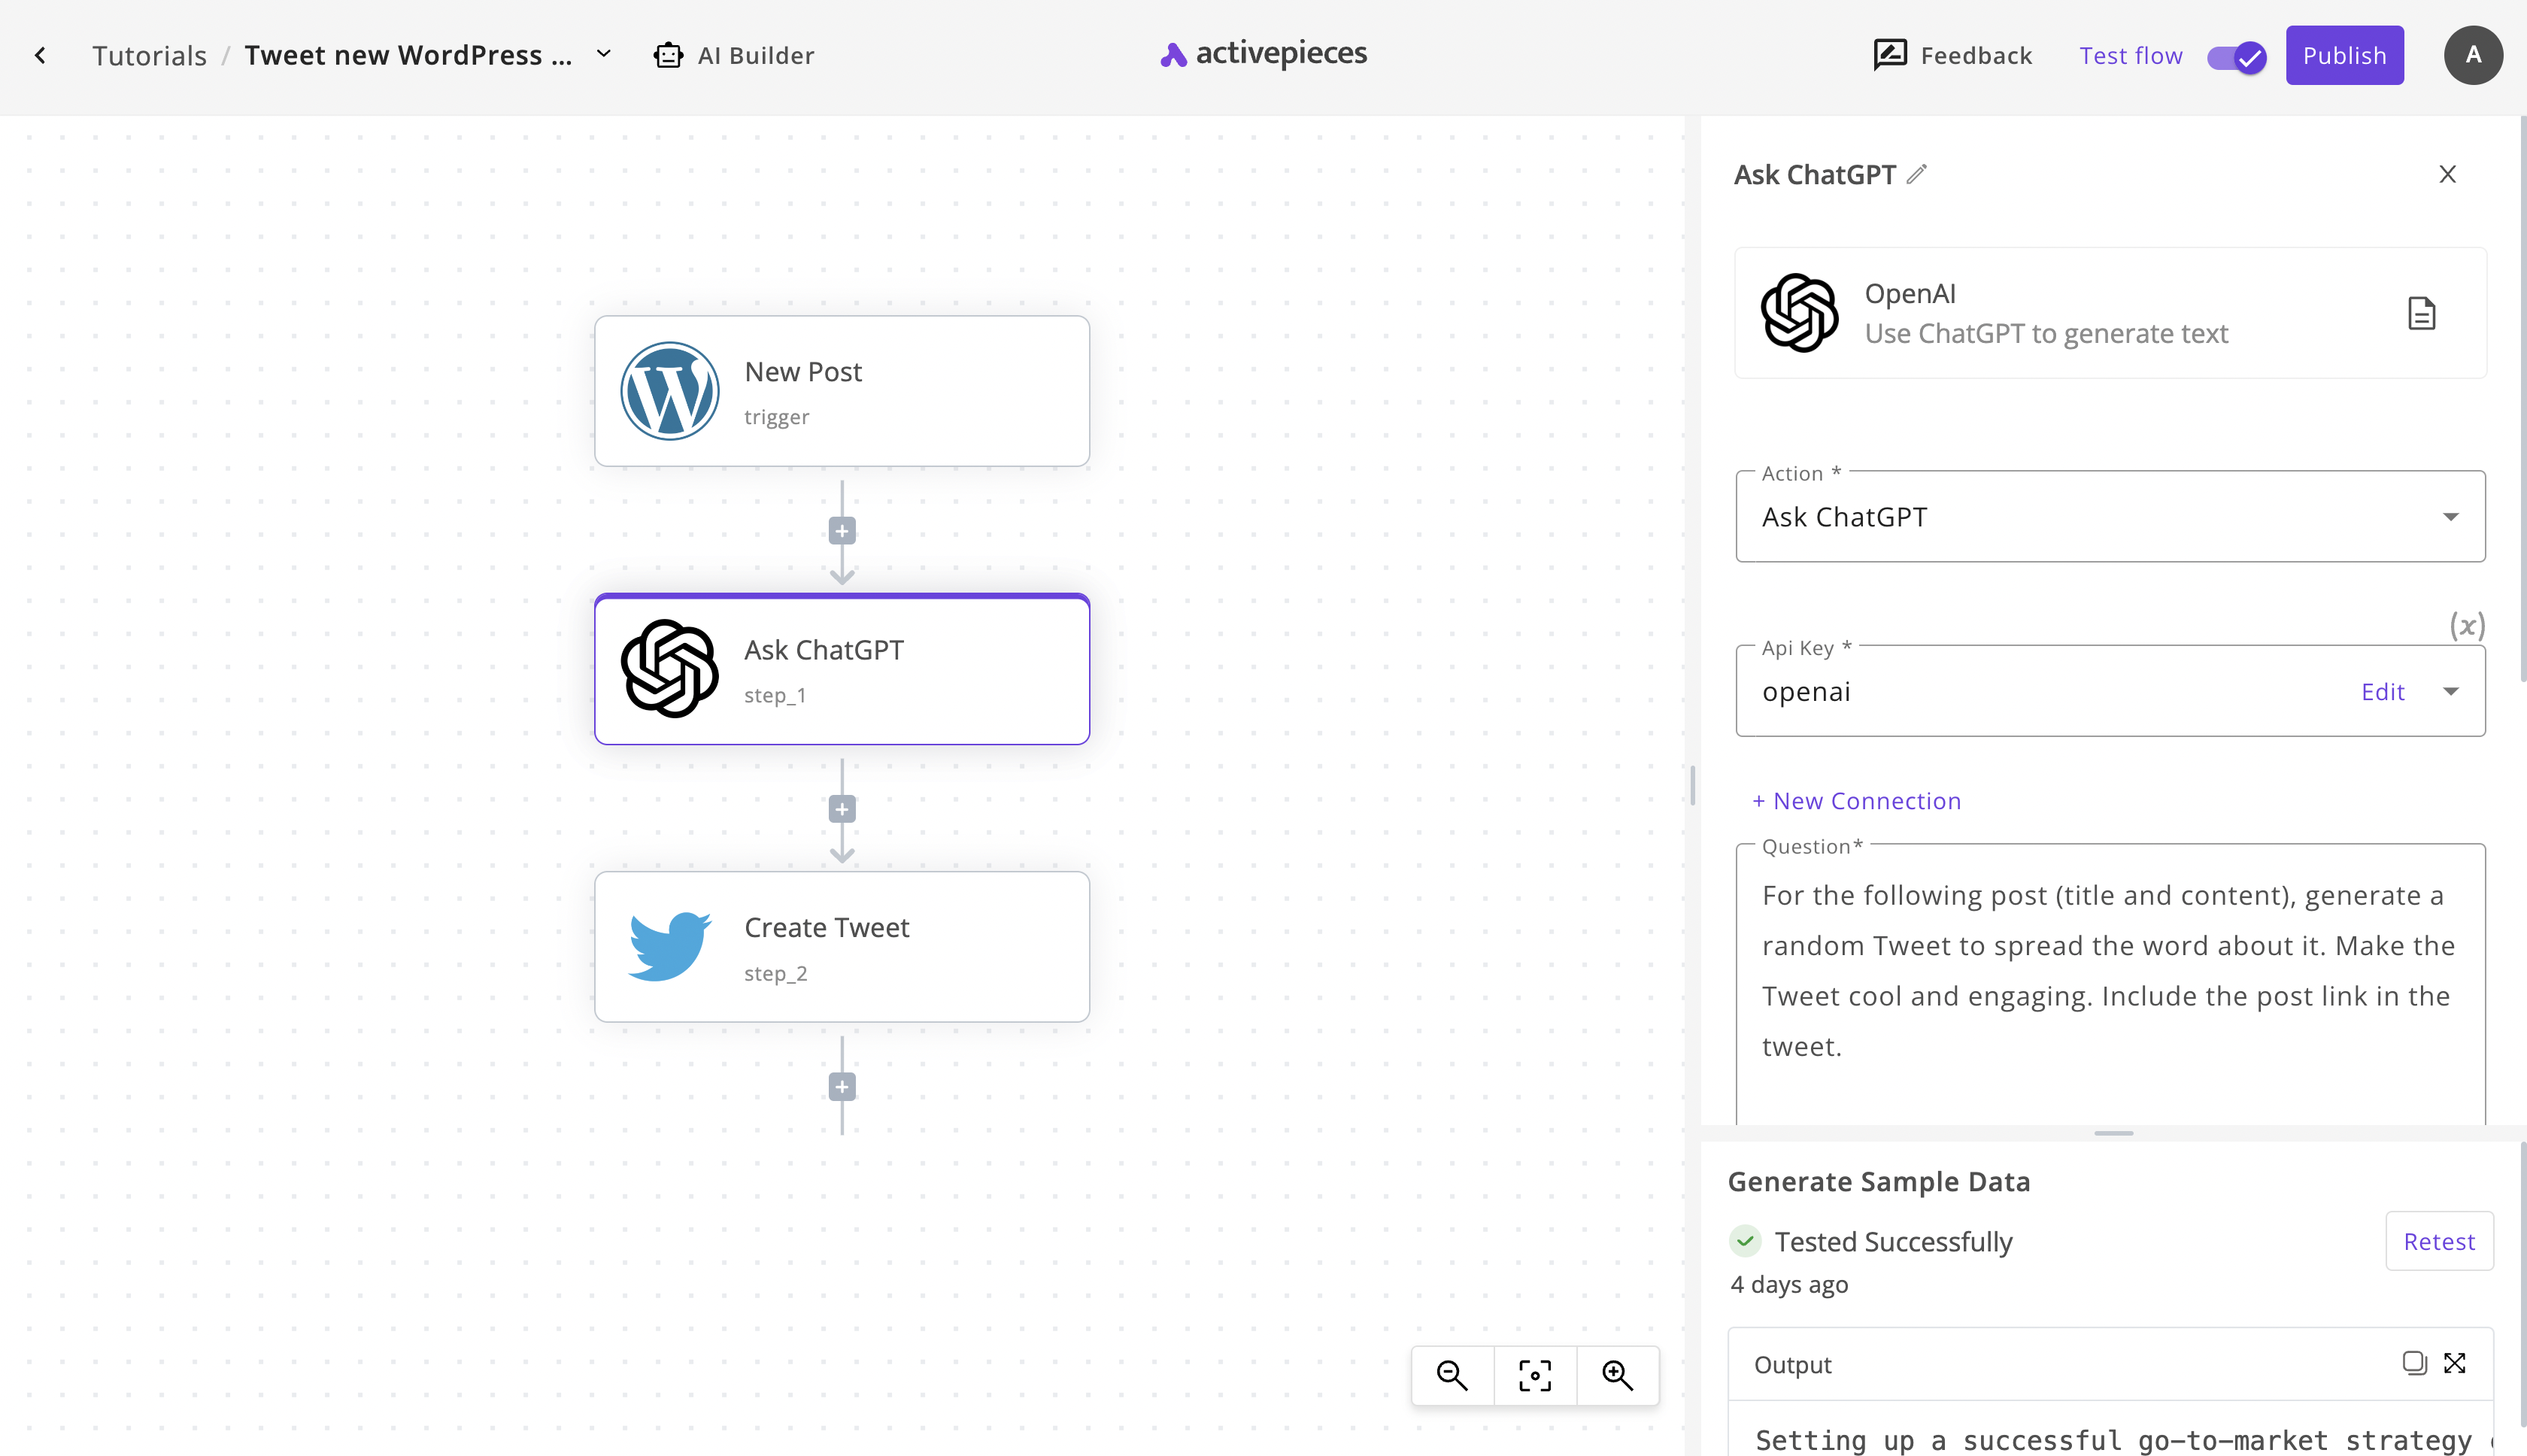 Tutorials / Tweet new WordPress ...
AI Builder
activepieces
Feedback
Test flow
Publish
A
New Post
trigger
Ask ChatGPT
step_1
Create Tweet
step_2
Ask ChatGPT
OpenAI
Use ChatGPT to generate text
Action *
Ask ChatGPT
(x)
Api Key *
openai
Edit
+ New Connection
Question*
For the following post (title and content), generate a
random Tweet to spread the word about it. Make the
Tweet cool and engaging. Include the post link in the
tweet.
Generate Sample Data
Tested Successfully
Retest
4 days ago
Output
Setting up a successful go-to-market strategy